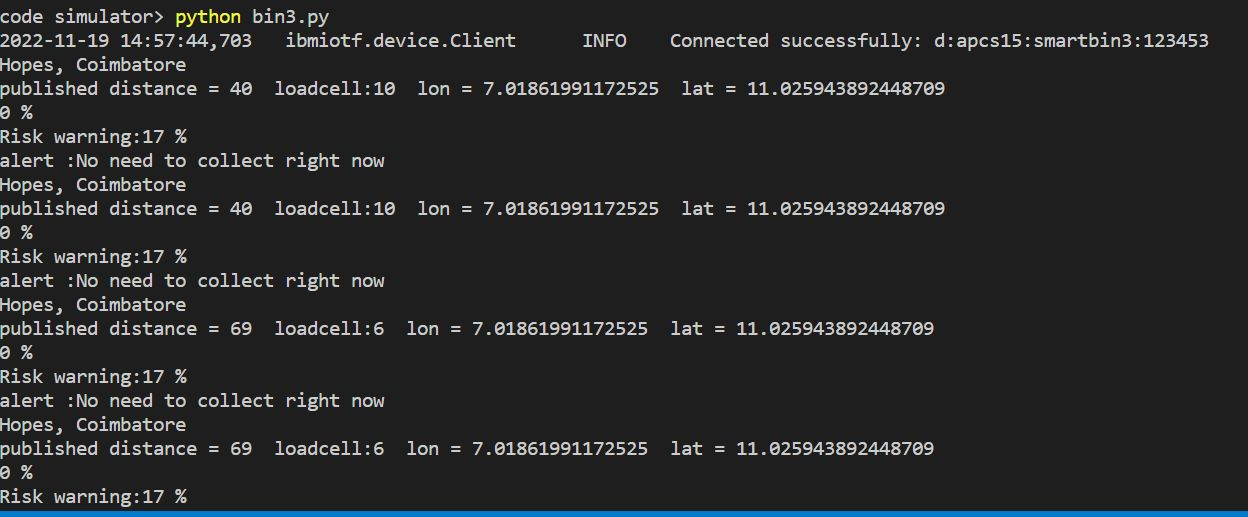 code simulator> python bin3.py
2022-11-19 14:57:44,703   ibmiotf.device.Client      INFO    Connected successfully: d:apcs15:smartbin3:123453
Hopes, Coimbatore
published distance = 40  loadcell:10  lon = 7.01861991172525  lat = 11.025943892448709
0 %
Risk warning:17 %
alert :No need to collect right now
Hopes, Coimbatore
published distance = 40  loadcell:10  lon = 7.01861991172525  lat = 11.025943892448709
0 %
Risk warning:17 %
alert :No need to collect right now
Hopes, Coimbatore
published distance = 69  loadcell:6  lon = 7.01861991172525  lat = 11.025943892448709
0 %
Risk warning:17 %
alert :No need to collect right now
Hopes, Coimbatore
published distance = 69  loadcell:6  lon = 7.01861991172525  lat = 11.025943892448709
0 %
Risk warning:17 %